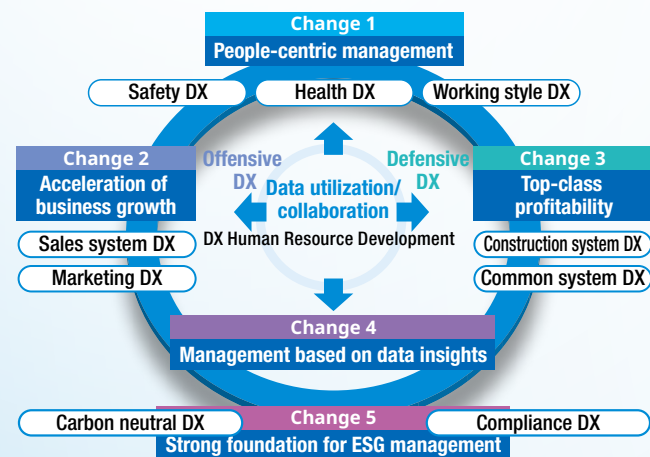 Change 1
People-centric management
Safety DX
Health DX
Working style DX
Change 2
Acceleration of
business growth
Sales system DX
Marketing DX
Offensive
DX
Defensive
DX
Data utilization/
collaboration
DX Human Resource Development
Change 3
Top-class
profitability
Construction system DX
Common system DX
Change 4
Management based on data insights
Change 5
Carbon neutral DX
Compliance DX
Strong foundation for ESG management